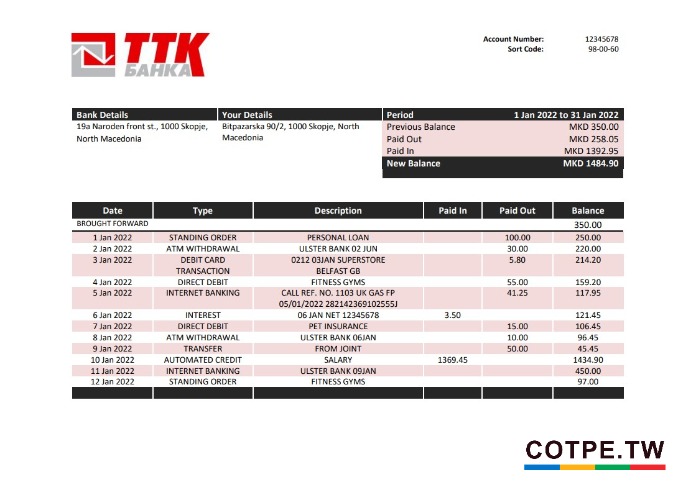 TTK
БАНКА
Account Number: 12345678
Sort Code: 98-00-60
Bank Details
19a Naroden front st., 1000 Skopje,
North Macedonia
Your Details
Bitpazarska 90/2, 1000 Skopje, North
Macedonia
Period 1 Jan 2022 to 31 Jan 2022
Previous Balance MKD 350.00
Paid Out MKD 258.05
Paid In MKD 1392.95
New Balance MKD 1484.90
Date Type Description Paid In Paid Out Balance
BROUGHT FORWARD 350.00
1 Jan 2022 STANDING ORDER PERSONAL LOAN 100.00 250.00
2 Jan 2022 ATM WITHDRAWAL ULSTER BANK 02 JUN 30.00 220.00
3 Jan 2022 DEBIT CARD 0212 03JAN SUPERSTORE 5.80 214.20
TRANSACTION BELFAST GB
4 Jan 2022 DIRECT DEBIT FITNESS GYMS 55.00 159.20
5 Jan 2022 INTERNET BANKING CALL REF. NO. 1103 UK GAS FP 41.25 117.95
05/01/2022 282142369102555J
6 Jan 2022 INTEREST 06 JAN NET 12345678 3.50 121.45
7 Jan 2022 DIRECT DEBIT PET INSURANCE 15.00 106.45
8 Jan 2022 ATM WITHDRAWAL ULSTER BANK 06JAN 10.00 96.45
9 Jan 2022 TRANSFER FROM JOINT 50.00 45.45
10 Jan 2022 AUTOMATED CREDIT SALARY 1369.45 1434.90
11 Jan 2022 INTERNET BANKING ULSTER BANK 09JAN 450.00
12 Jan 2022 STANDING ORDER FITNESS GYMS 97.00
COTPE.TW